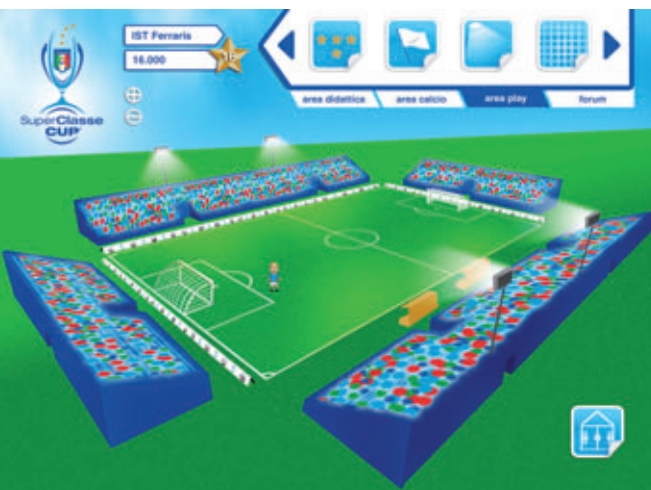 IST Ferraris
16.000
SuperClasse
CUP
area didattica
area calcio
area play
forum